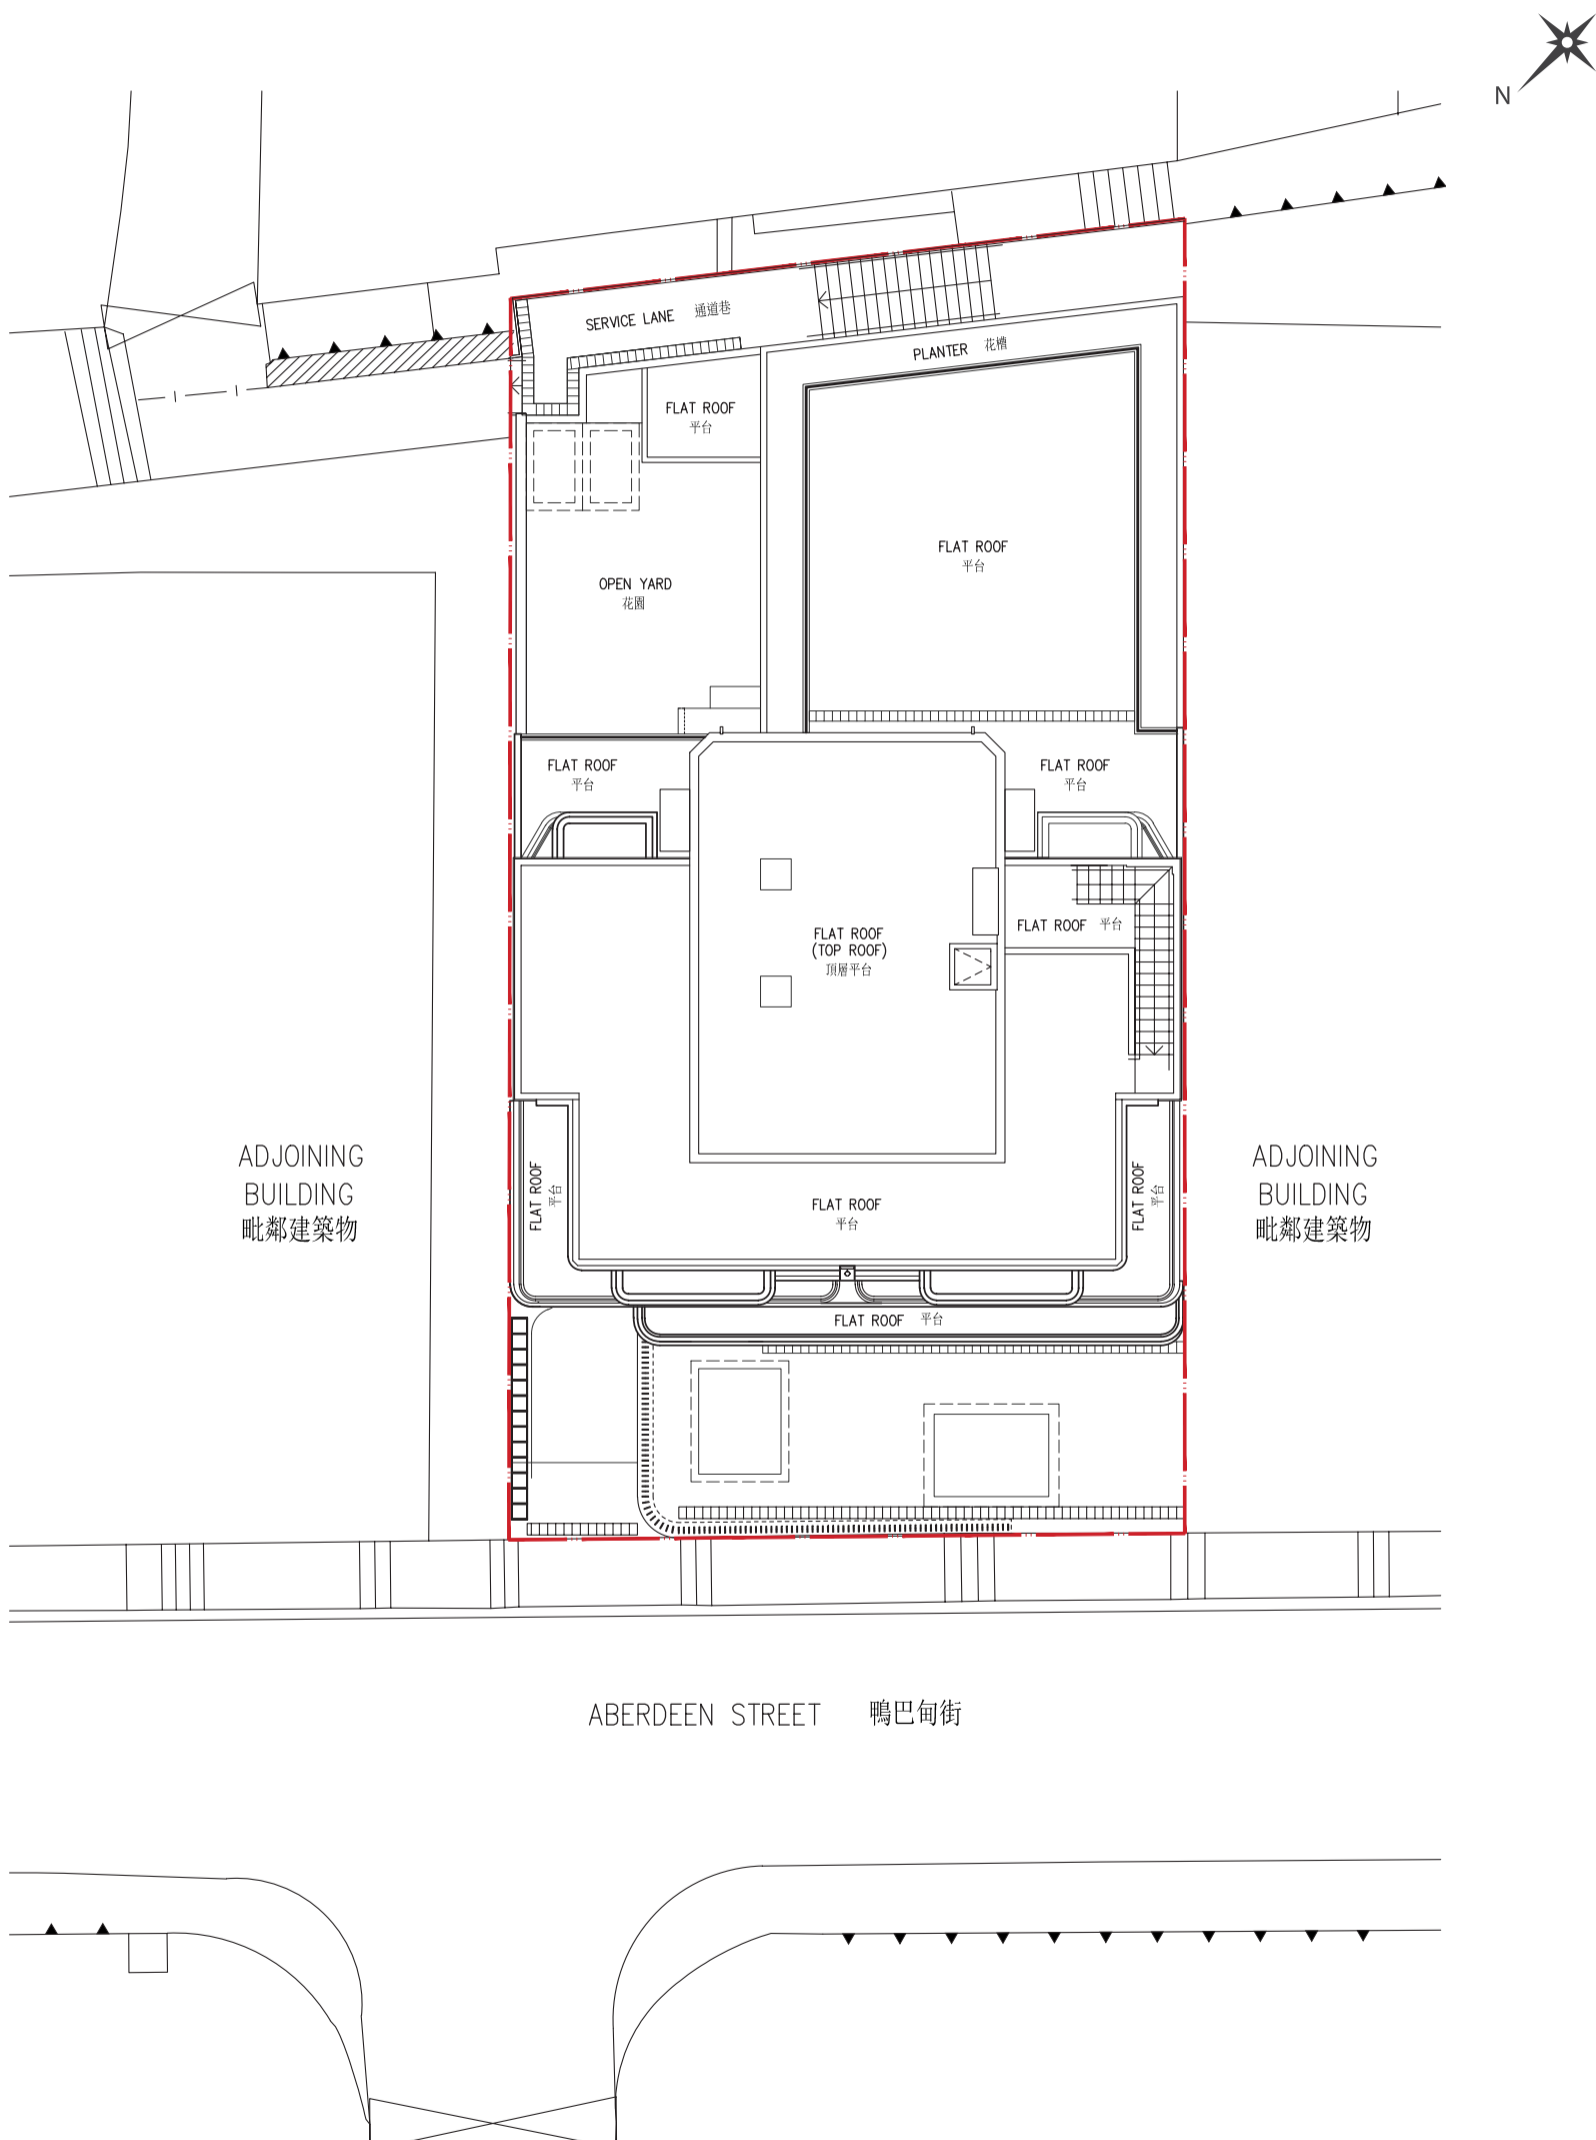 N
SERVICE LANE 通道巷
PLANTER 花槽
FLAT ROOF
平台
FLAT ROOF
平台
OPEN YARD
花園
FLAT ROOF
平台
FLAT ROOF
平台
FLAT ROOF 平台
FLAT ROOF
(TOP ROOF)
頂層平台
ADJOINING
BUILDING
毗鄰建築物
FLAT ROOF
平台
FLAT ROOF
平台
FLAT ROOF
平台
ADJOINING
BUILDING
毗鄰建築物
FLAT ROOF 平台
ABERDEEN STREET 鴨巴甸街